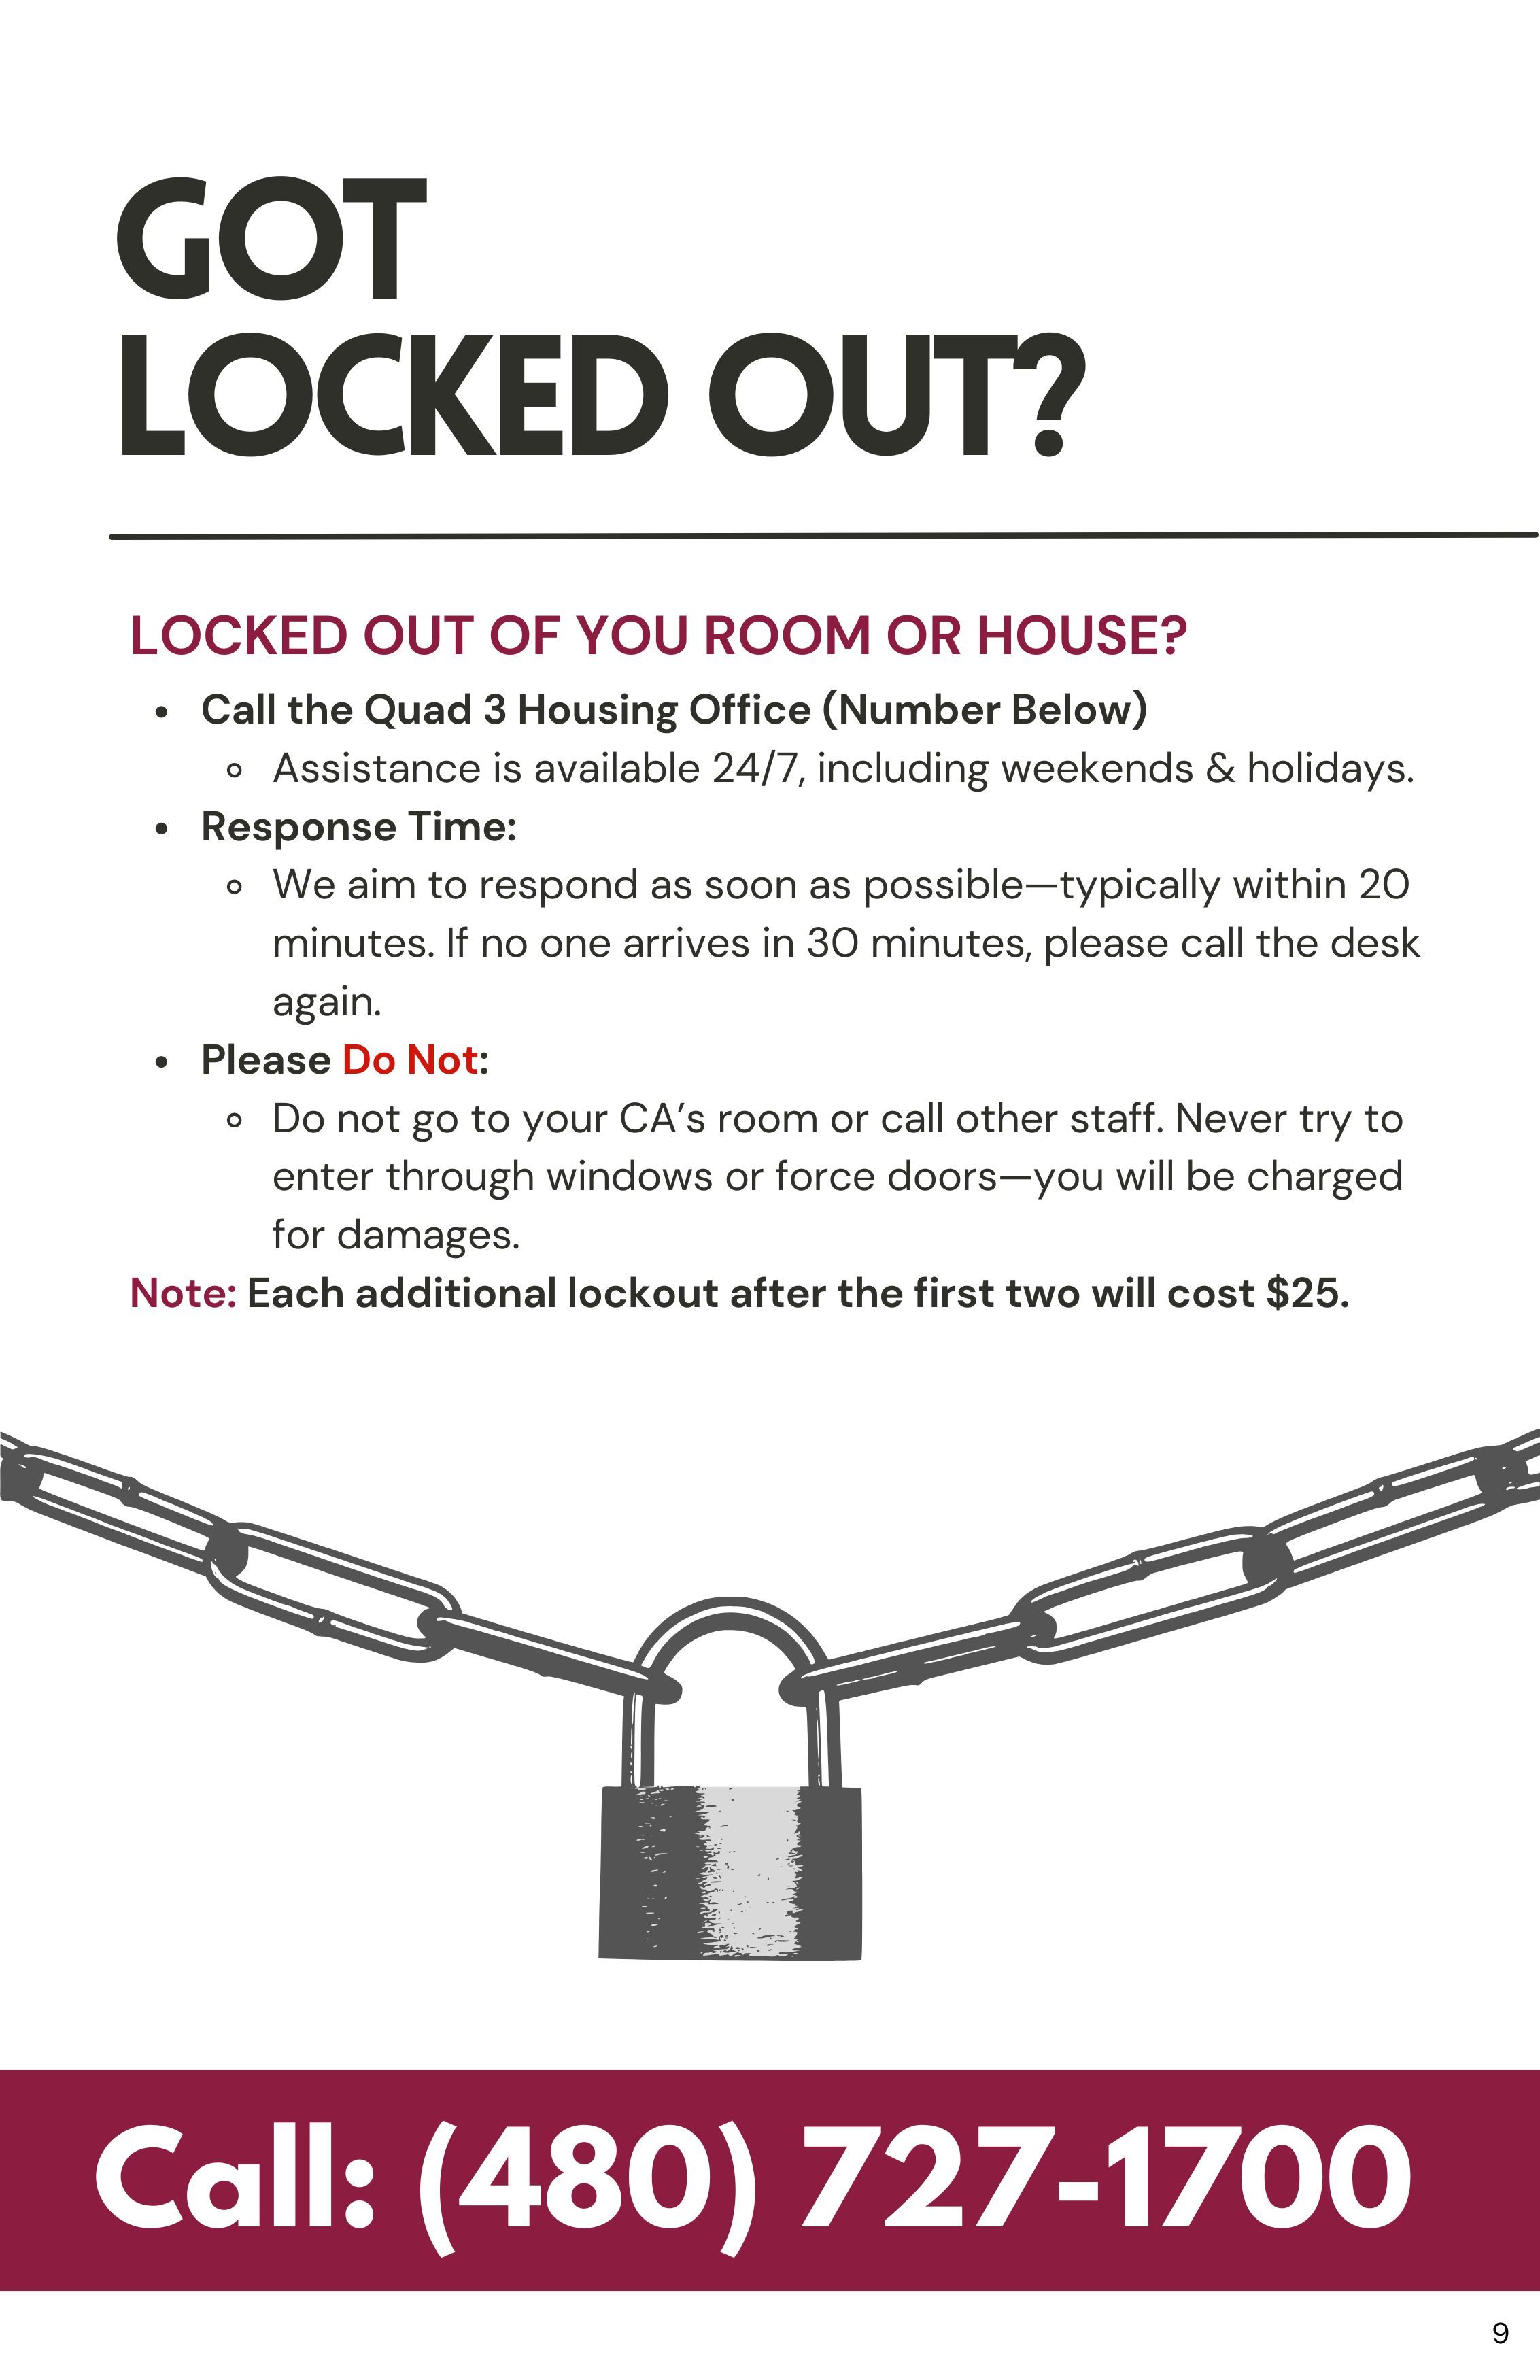 GOT
LOCKED OUT?
LOCKED OUT OF YOU ROOM OR HOUSE?
• Call the Quad 3 Housing Office (Number Below)
◦ Assistance is available 24/7, including weekends & holidays.
• Response Time:
◦ We aim to respond as soon as possible—typically within 20
minutes. If no one arrives in 30 minutes, please call the desk
again.
• Please Do Not:
◦ Do not go to your CA’s room or call other staff. Never try to
enter through windows or force doors—you will be charged
for damages.
Note: Each additional lockout after the first two will cost $25.
Call: (480) 727-1700
9